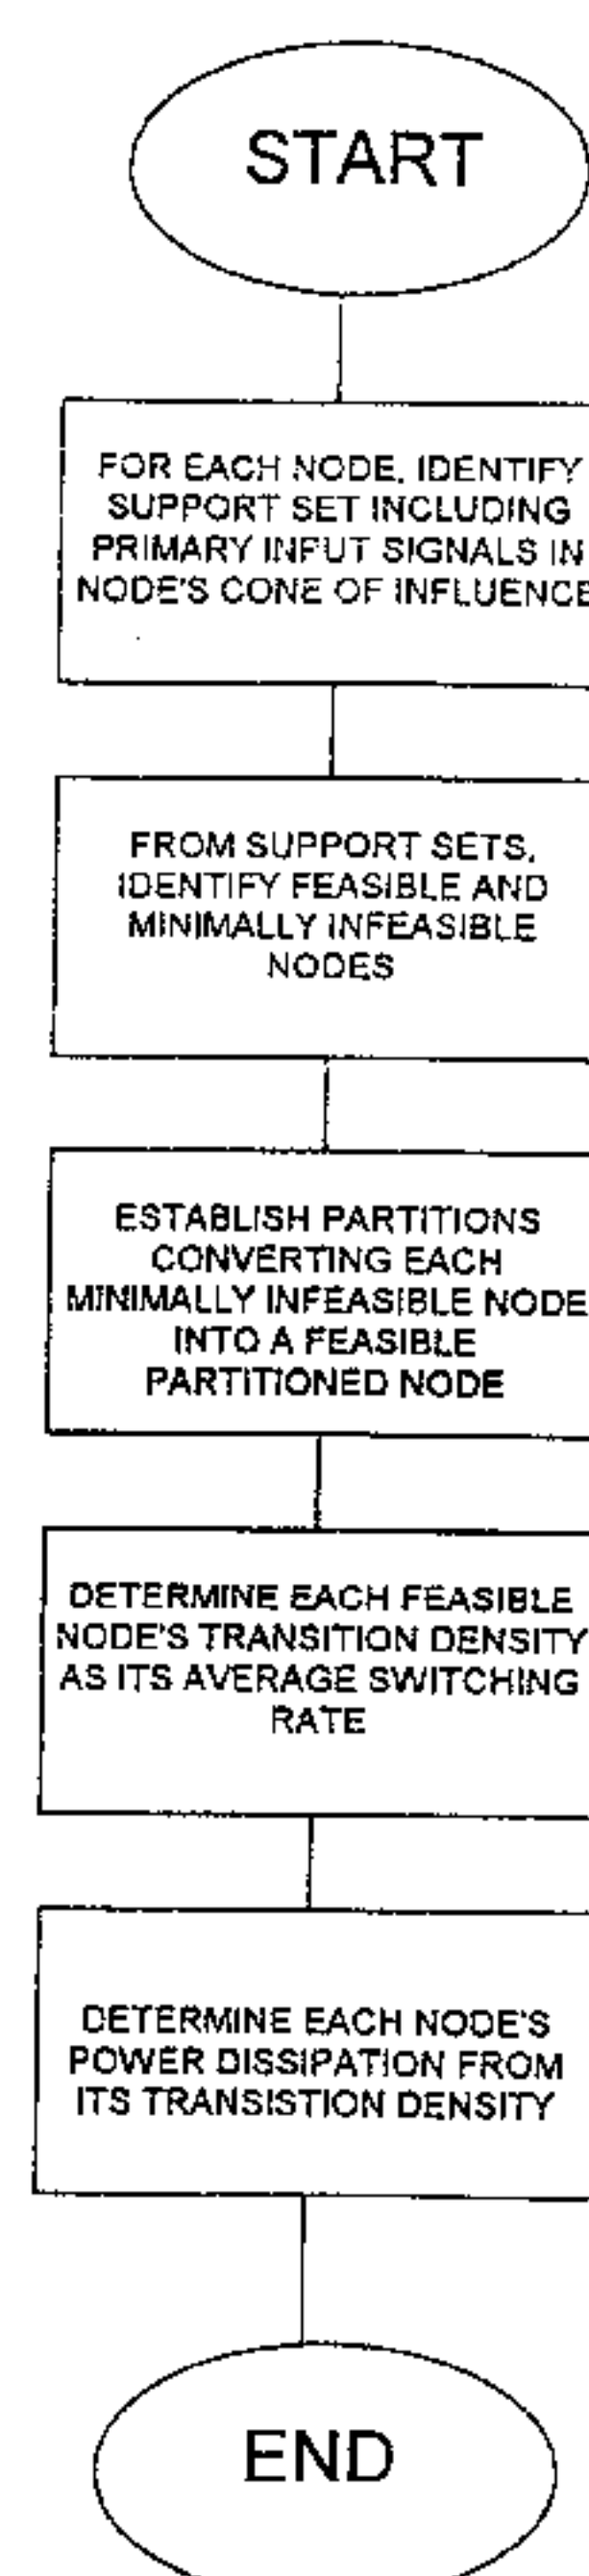 START
FOR EACH NODE, IDENTIFY
SUPPORT SET INCLUDING
PRIMARY INPUT SIGNALS IN
NODE'S CONE OF INFLUENCE
FROM SUPPORT SETS,
IDENTIFY FEASIBLE AND
MINIMALLY INFEASIBLE
NODES
ESTABLISH PARTITIONS
CONVERTING EACH
MINIMALLY INFEASIBLE NODE
INTO A FEASIBLE
PARTITIONED NODE
DETERMINE EACH FEASIBLE
NODE'S TRANSITION DENSITY
AS ITS AVERAGE SWITCHING
RATE
DETERMINE EACH NODE'S
POWER DISSIPATION FROM
ITS TRANSISTION DENSITY
END